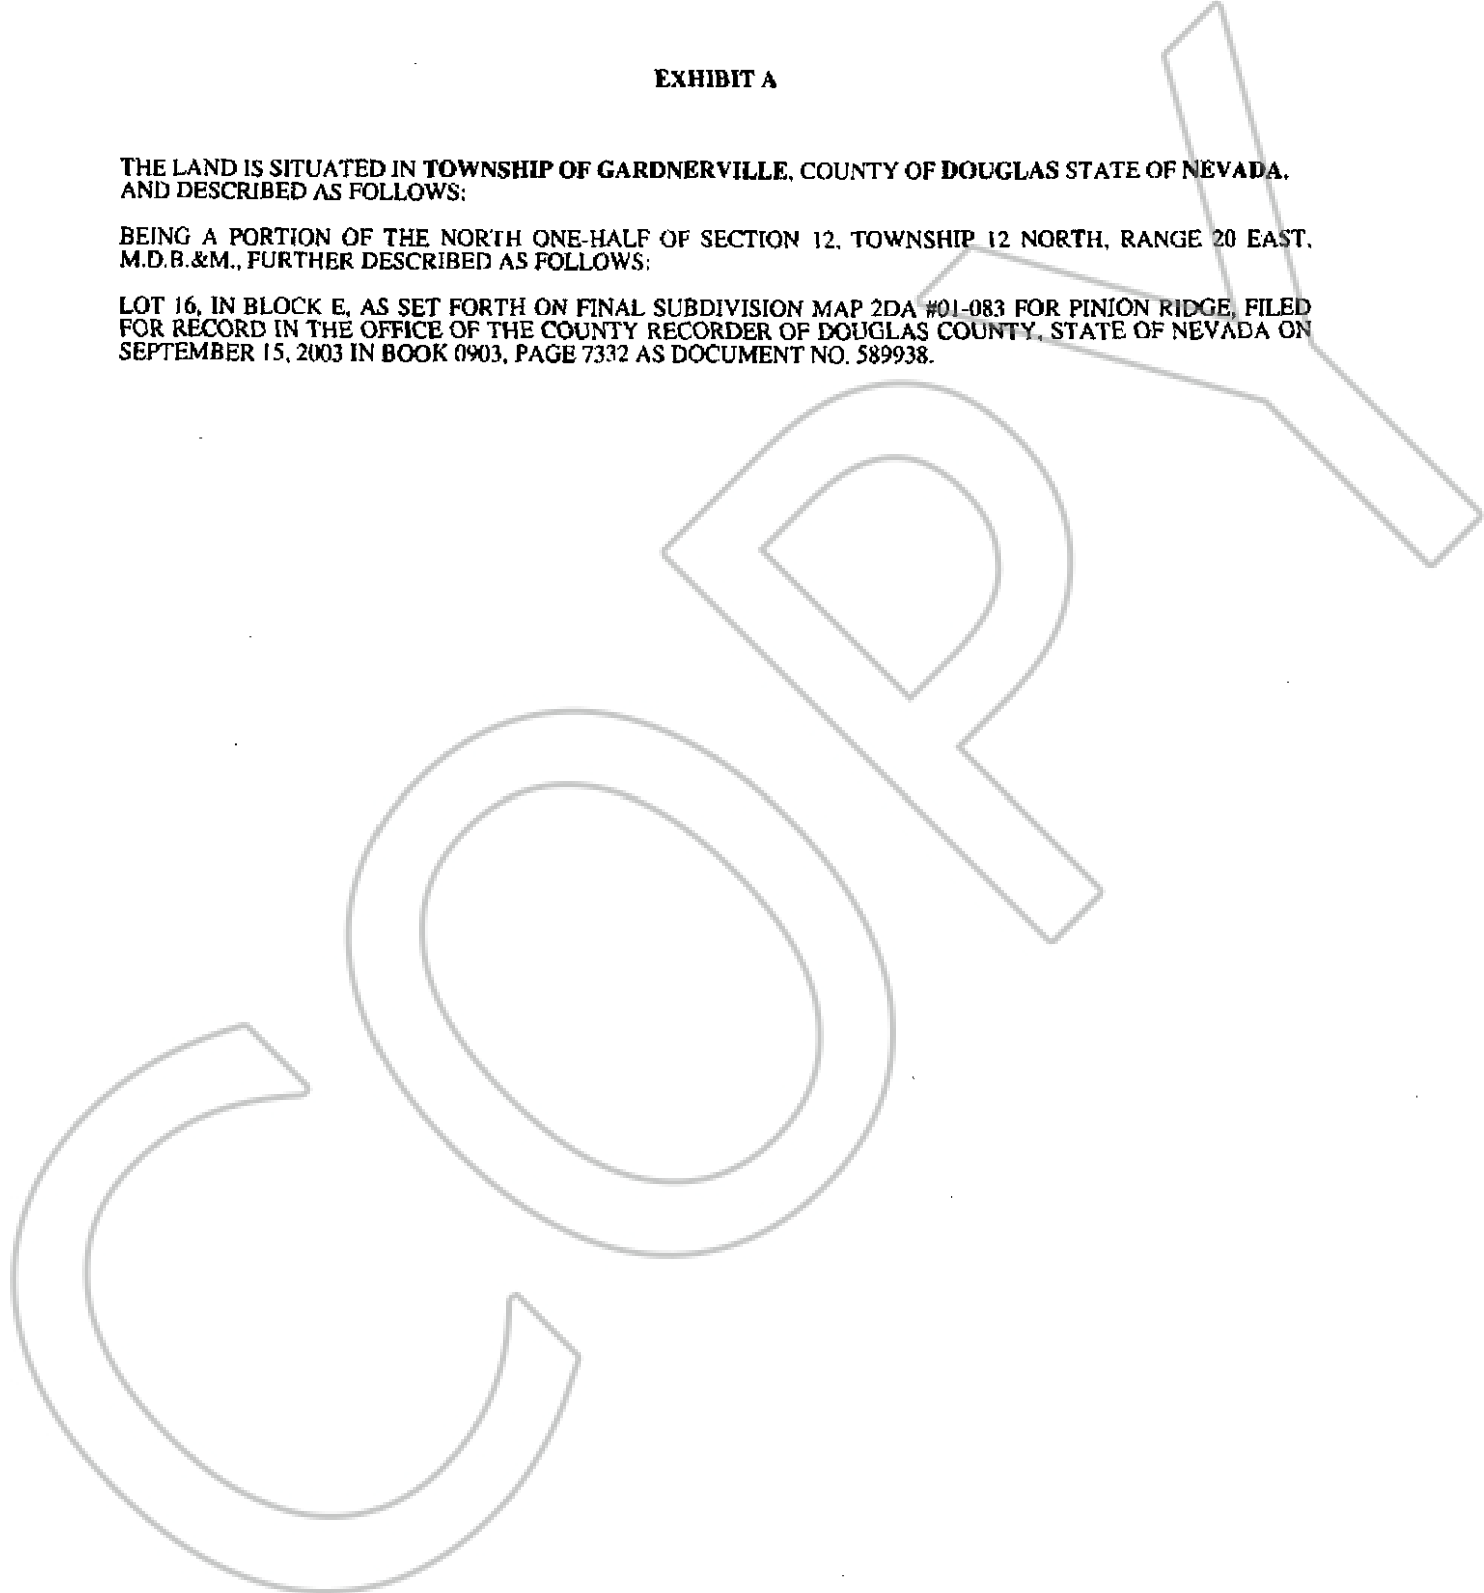 EXHIBIT A
THE LAND IS SITUATED IN TOWNSHIP OF GARDNERVILLE, COUNTY OF DOUGLAS STATE OF NEVADA,
AND DESCRIBED AS FOLLOWS:
BEING A PORTION OF THE NORTH ONE-HALF OF SECTION 12, TOWNSHIP 12 NORTH, RANGE 20 EAST,
M.D.B.&M., FURTHER DESCRIBED AS FOLLOWS:
LOT 16, IN BLOCK E, AS SET FORTH ON FINAL SUBDIVISION MAP 2DA #01-083 FOR PINION RIDGE, FILED
FOR RECORD IN THE OFFICE OF THE COUNTY RECORDER OF DOUGLAS COUNTY, STATE OF NEVADA ON
SEPTEMBER 15, 2003 IN BOOK 0903, PAGE 7332 AS DOCUMENT NO. 589938.
COPY